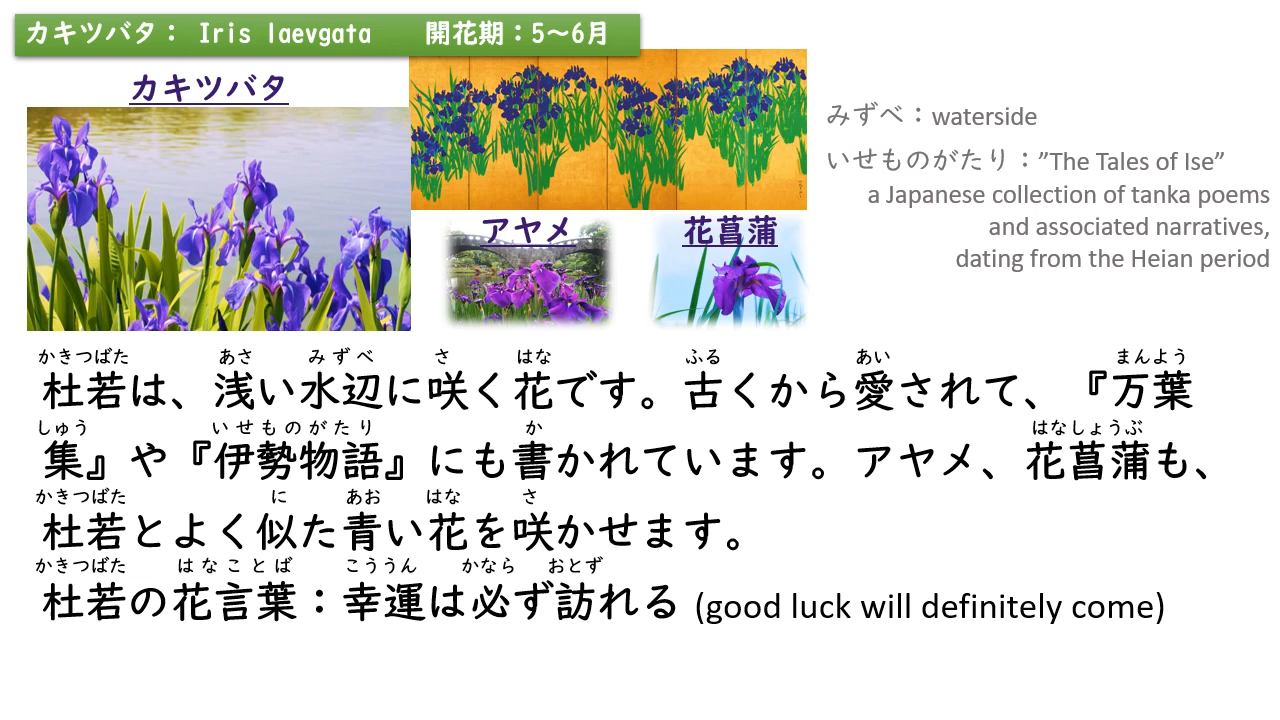 カキツバタ： Iris laevgata　　開花期：5～6月
カキツバタ
アヤメ
花菖蒲
みずべ：waterside
いせものがたり：”The Tales of Ise”
a Japanese collection of tanka poems
and associated narratives,
dating from the Heian period
かきつばた あさ みずべ さ はな ふる あい まんよう
杜若は、浅い水辺に咲く花です。古くから愛されて、『万葉
しゅう いせものがたり か はなしょうぶ
集』や『伊勢物語』にも書かれています。アヤメ、花菖蒲も、
かきつばた に あお はな さ
杜若とよく似た青い花を咲かせます。
かきつばた はなことば こううん かなら おとず
杜若の花言葉：幸運は必ず訪れる (good luck will definitely come)